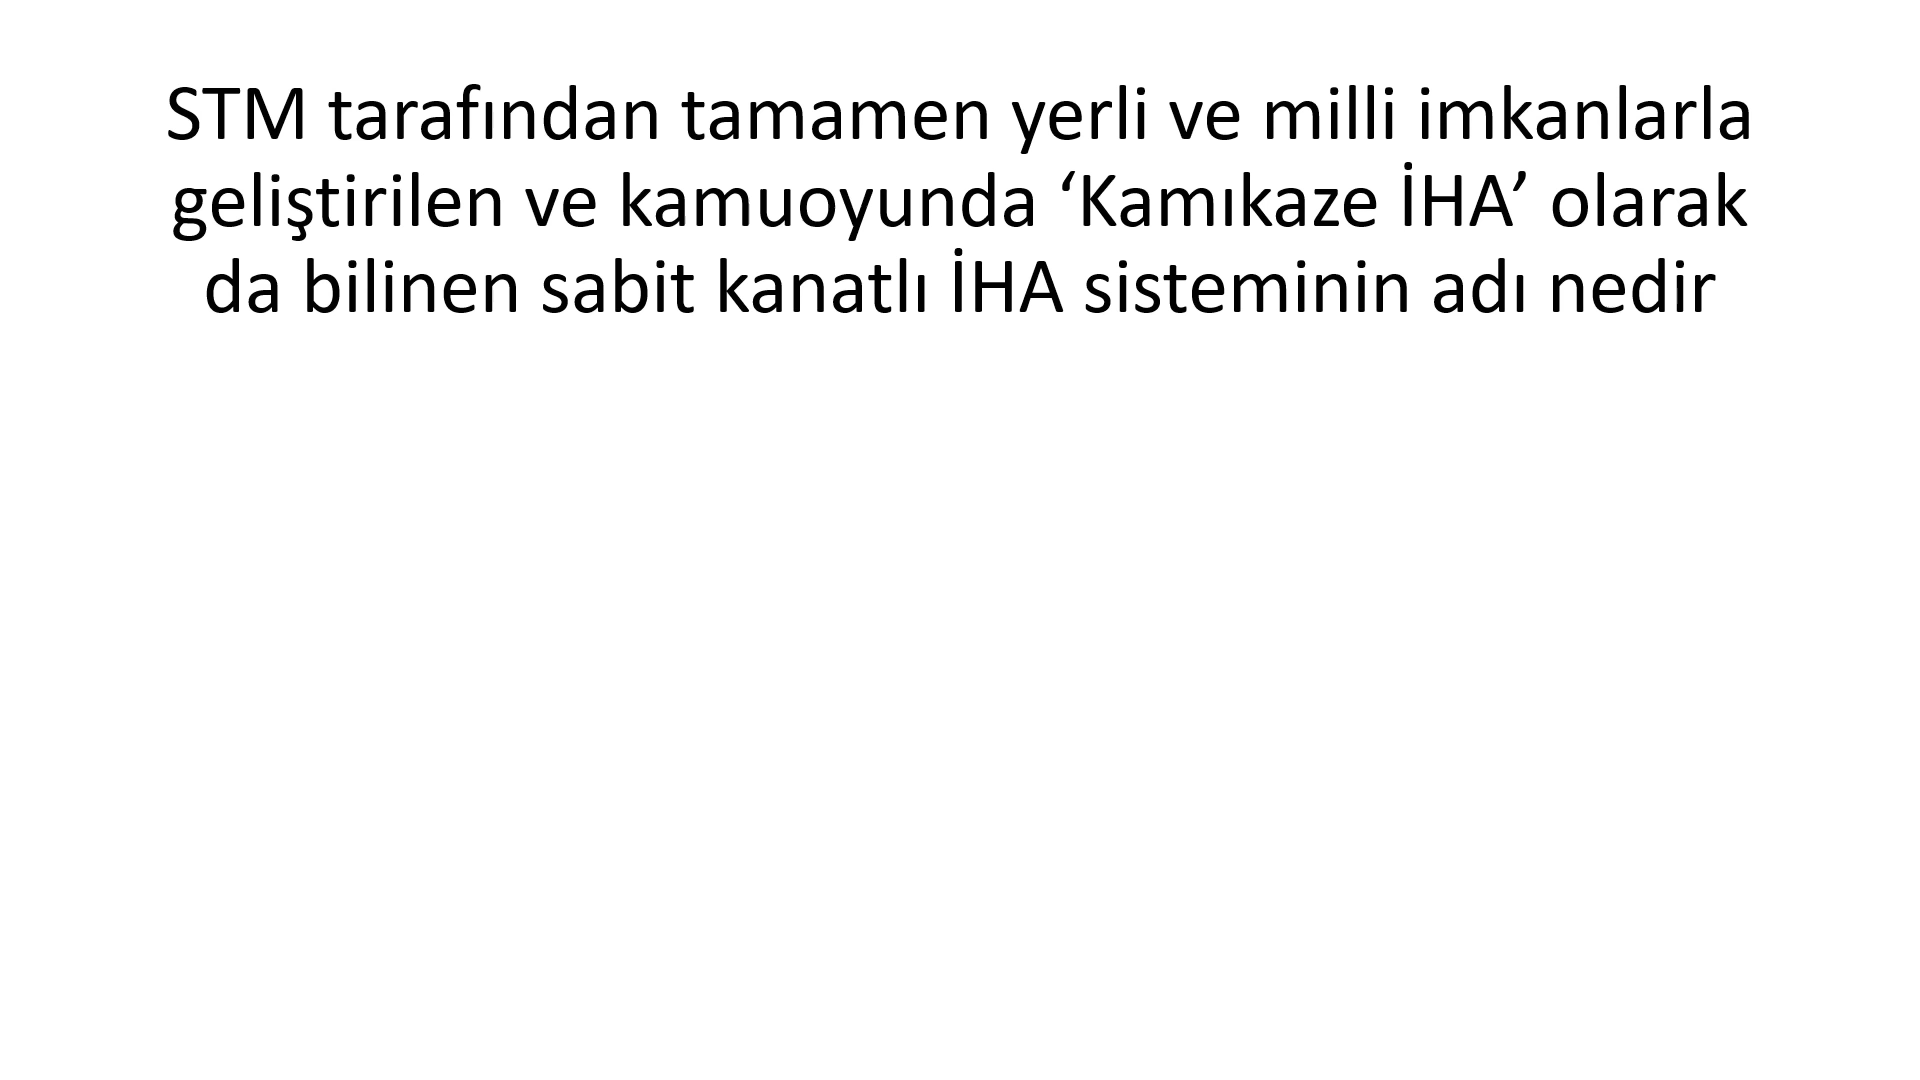 STM tarafından tamamen yerli ve milli imkanlarla
geliştirilen ve kamuoyunda ‘Kamıkaze İHA’ olarak
da bilinen sabit kanatlı İHA sisteminin adı nedir